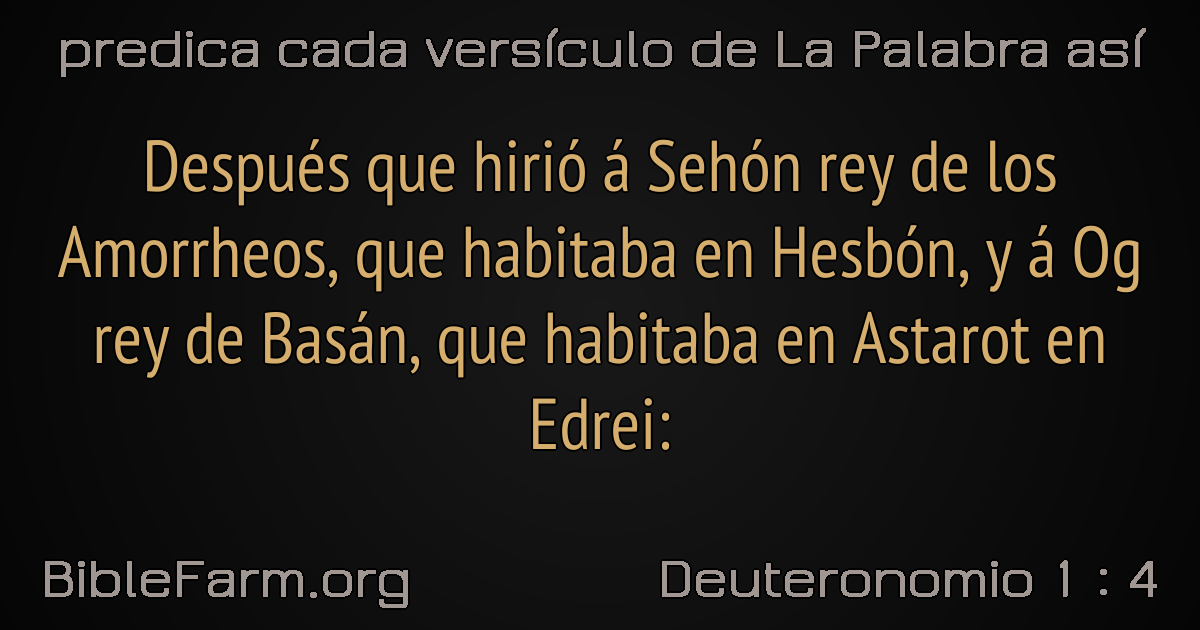 predica cada versículo de La Palabra así
Después que hirió á Sehón rey de los
Amorrheos, que habitaba en Hesbón, y á Og
rey de Basán, que habitaba en Astarot en
Edrei:
BibleFarm.org
Deuteronomio 1 : 4